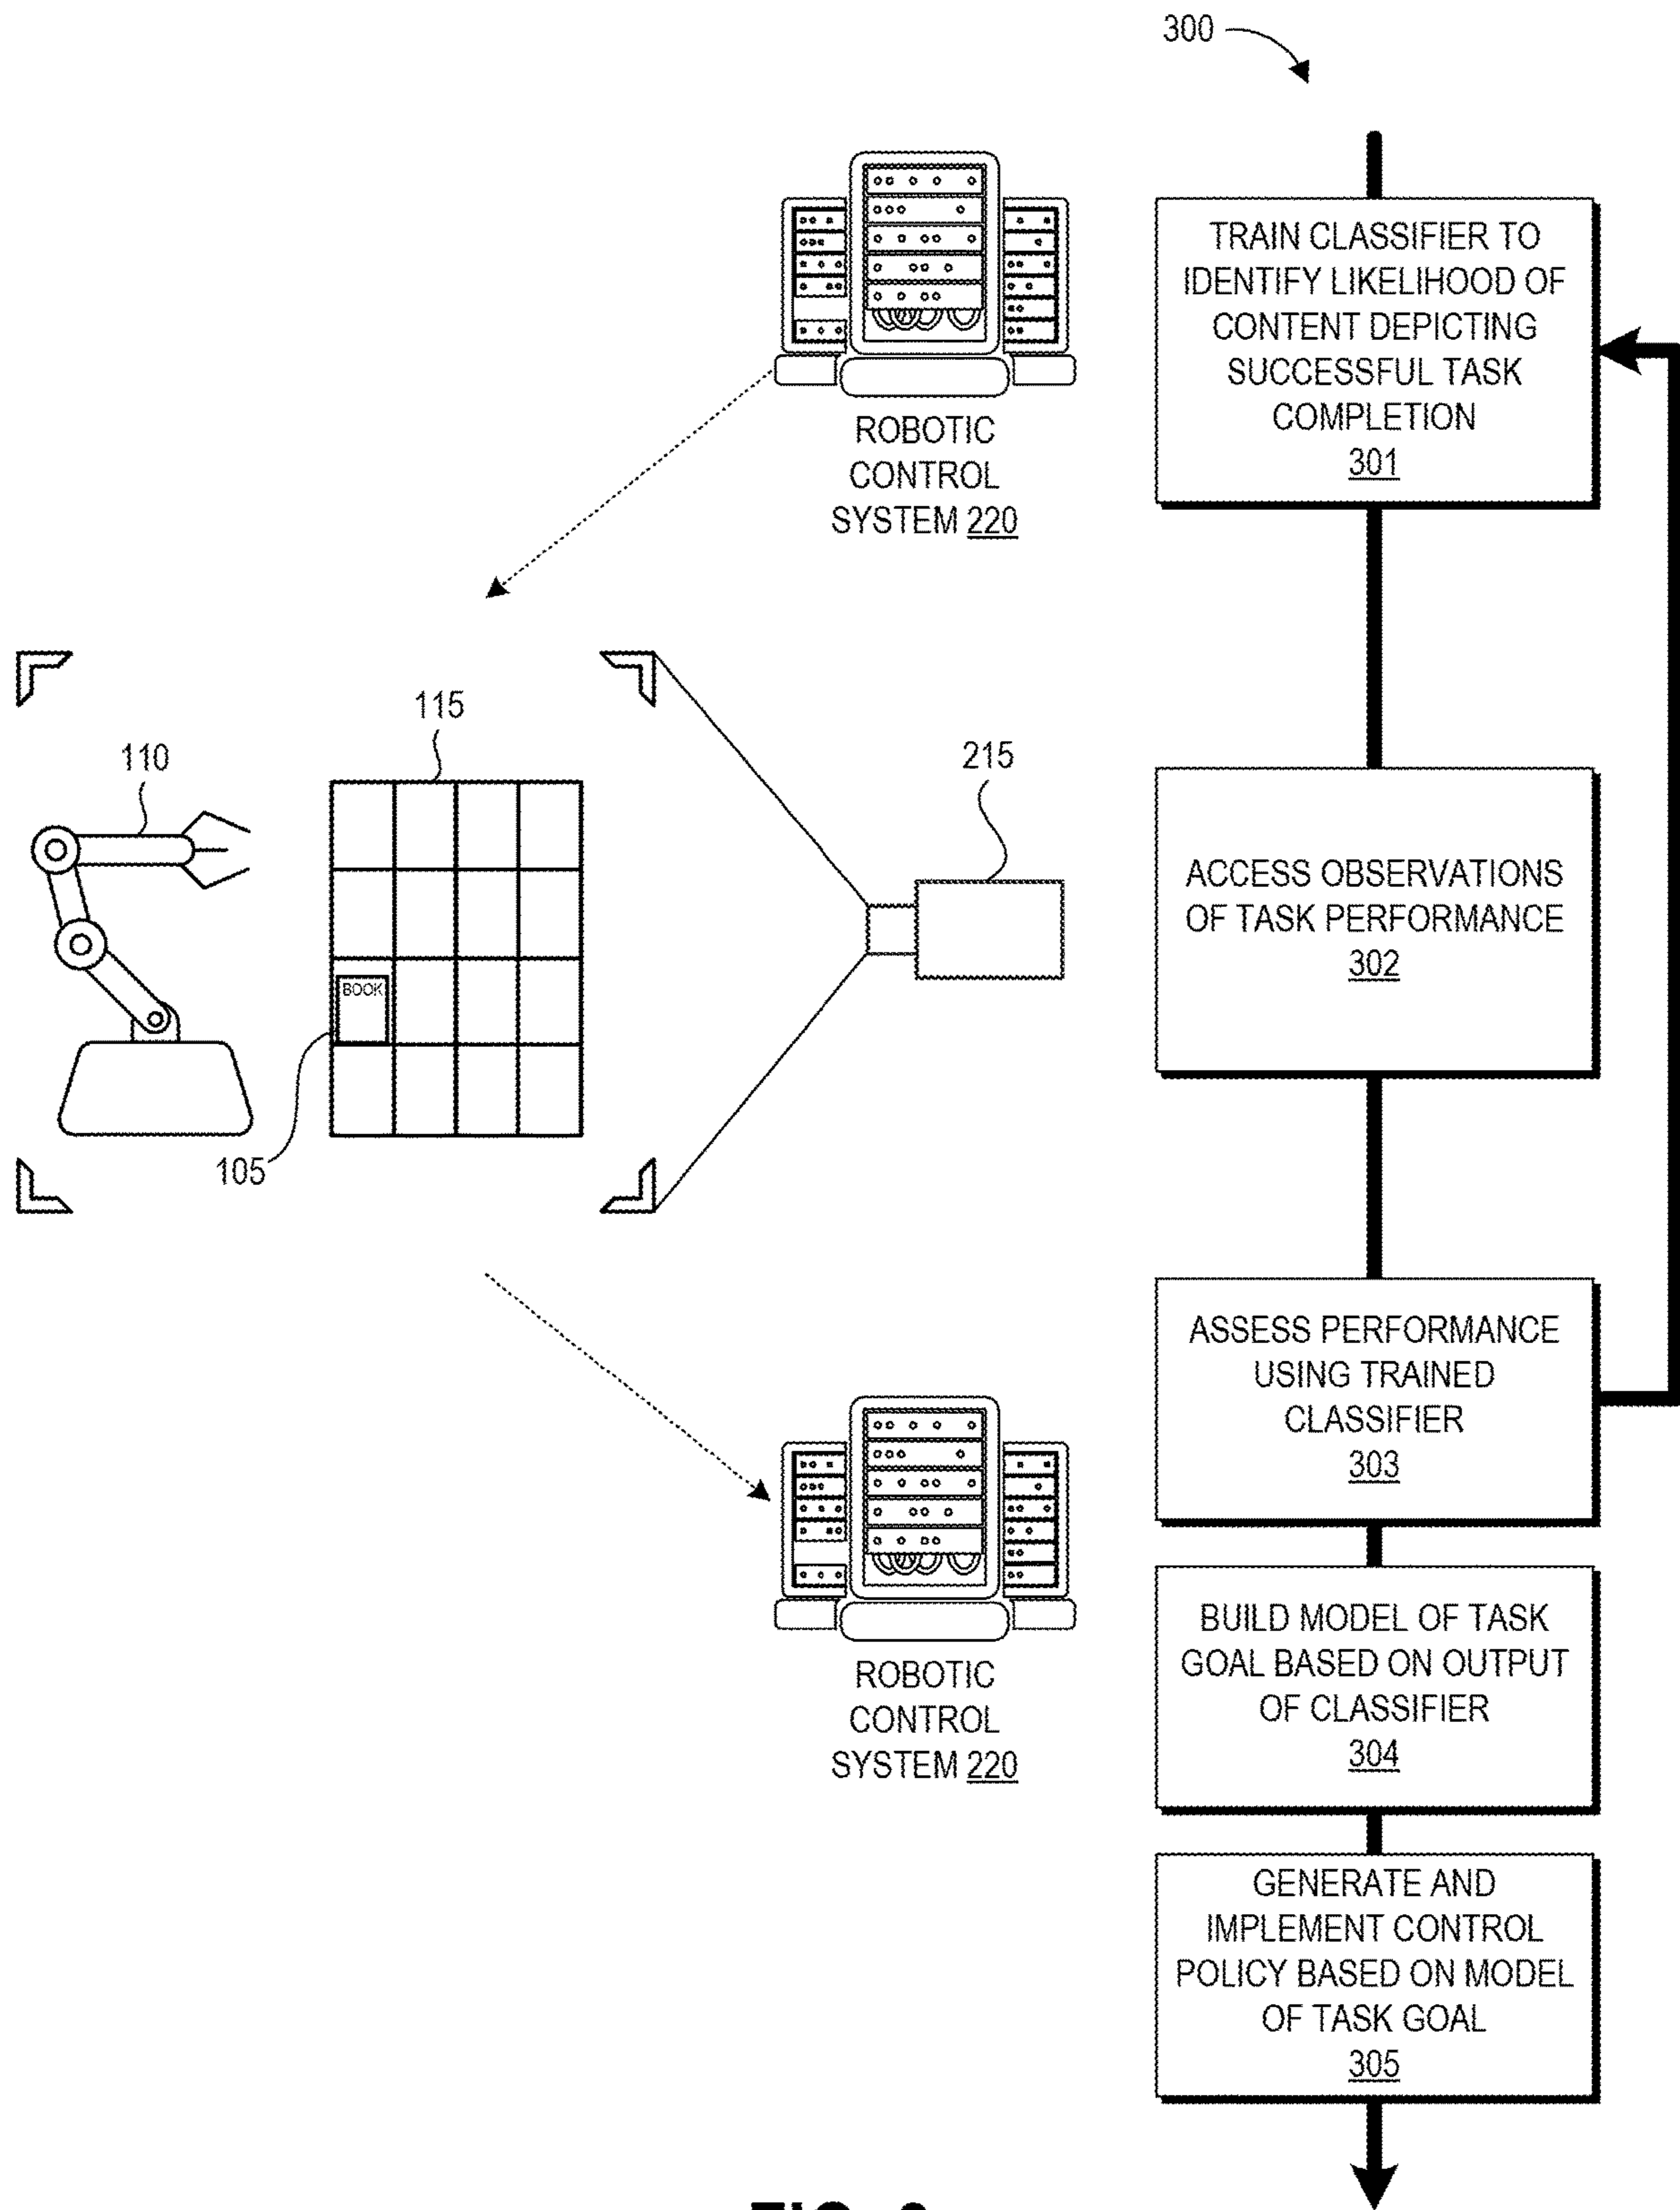 300
TRAIN CLASSIFIER TO
IDENTIFY LIKELIHOOD OF
CONTENT DEPICTING
SUCCESSFUL TASK
COMPLETION
301
ROBOTIC
CONTROL
SYSTEM 220
115
110
215
BOOK
105
ACCESS OBSERVATIONS
OF TASK PERFORMANCE
302
ASSESS PERFORMANCE
USING TRAINED
CLASSIFIER
303
ROBOTIC
CONTROL
SYSTEM 220
BUILD MODEL OF TASK
GOAL BASED ON OUTPUT
OF CLASSIFIER
304
GENERATE AND
IMPLEMENT CONTROL
POLICY BASED ON MODEL
OF TASK GOAL
305